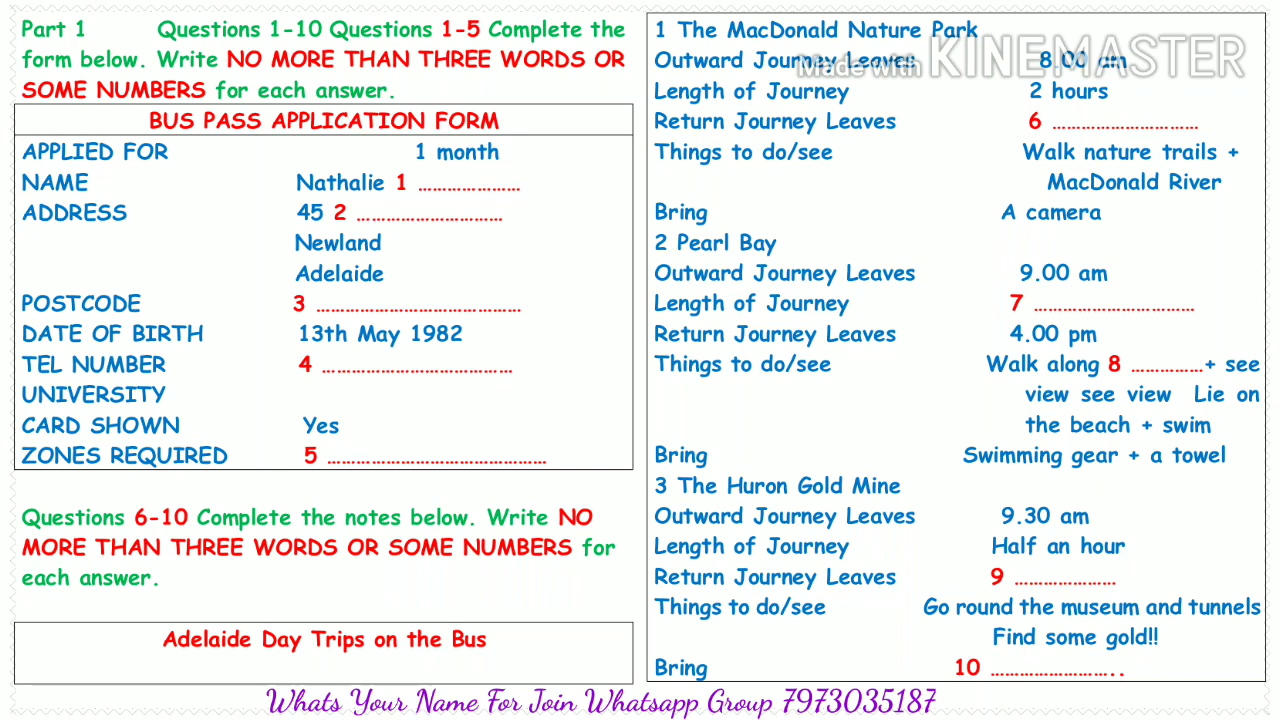 Part 1 Questions 1-10 Questions 1-5 Complete the
form below. Write NO MORE THAN THREE WORDS OR
SOME NUMBERS for each answer.
BUS PASS APPLICATION FORM
APPLIED FOR 1 month
NAME Nathalie 1 .....................
ADDRESS 45 2 ..............................
Newland
Adelaide
POSTCODE 3 ..........................................
DATE OF BIRTH 13th May 1982
TEL NUMBER 4 .......................................
UNIVERSITY
CARD SHOWN Yes
ZONES REQUIRED 5 .............................................
Questions 6-10 Complete the notes below. Write NO
MORE THAN THREE WORDS OR SOME NUMBERS for
each answer.
Adelaide Day Trips on the Bus
1 The MacDonald Nature Park
Outward Journey Leaves 8.00 am
Made with KINEMASTER
Length of Journey 2 hours
Return Journey Leaves 6 ..............................
Things to do/see Walk nature trails +
MacDonald River
Bring A camera
2 Pearl Bay
Outward Journey Leaves 9.00 am
Length of Journey 7 .................................
Return Journey Leaves 4.00 pm
Things to do/see Walk along 8 ...............+ see
view see view Lie on
the beach + swim
Bring Swimming gear + a towel
3 The Huron Gold Mine
Outward Journey Leaves 9.30 am
Length of Journey Half an hour
Return Journey Leaves 9 .....................
Things to do/see Go round the museum and tunnels
Find some gold!!
Bring 10 .........................
Whats Your Name For Join Whatsapp Group 7973035187